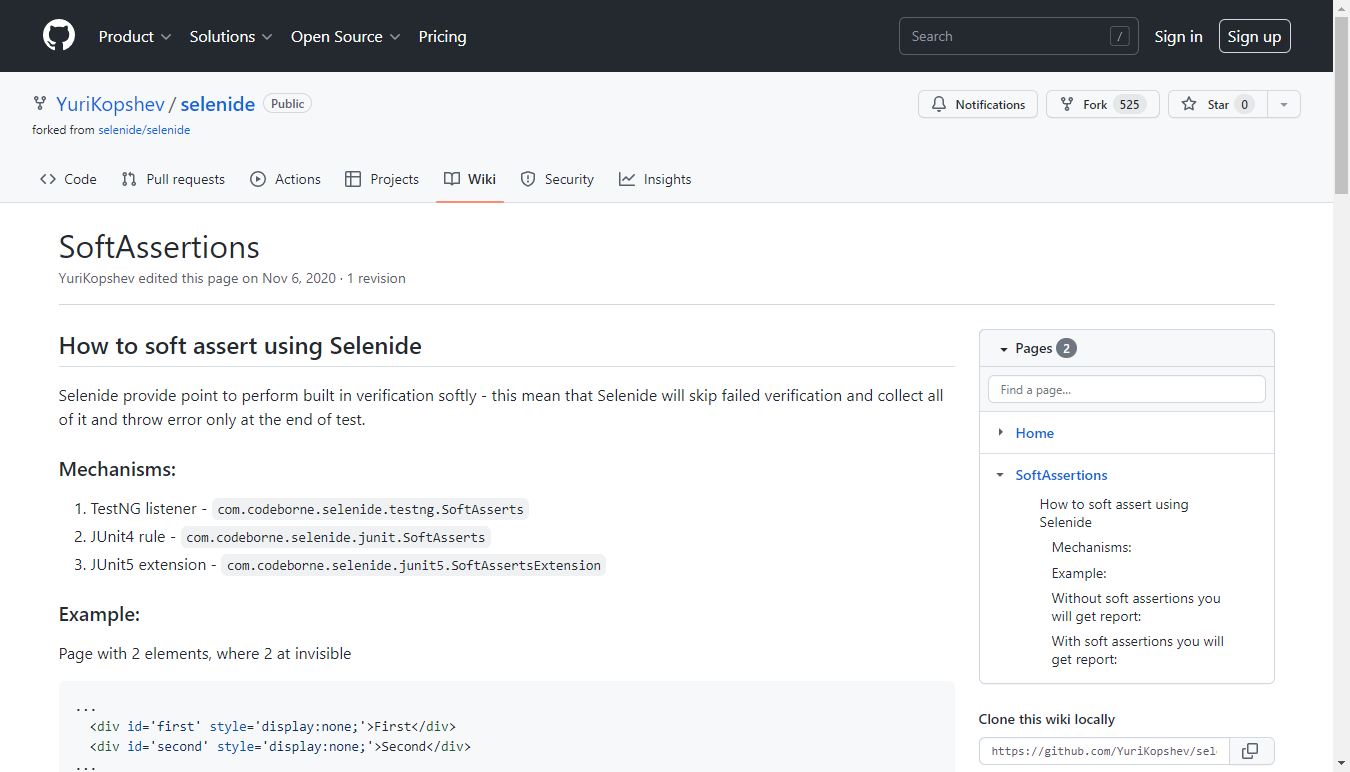 Product Solutions Open Source Pricing Search / Sign in Sign up
YuriKopshev / selenide Public
forked from selenide/selenide
Notifications Fork 525 Star 0
Code Pull requests Actions Projects Wiki Security Insights
SoftAssertions
YuriKopshev edited this page on Nov 6, 2020 · 1 revision
How to soft assert using Selenide
Selenide provide point to perform built in verification softly - this mean that Selenide will skip failed verification and collect all
of it and throw error only at the end of test.
Mechanisms:
1. TestNG listener - com.codeborne.selenide.testng.SoftAsserts
2. JUnit4 rule - com.codeborne.selenide.junit.SoftAsserts
3. JUnit5 extension - com.codeborne.selenide.junit5.SoftAssertsExtension
Example:
Page with 2 elements, where 2 at invisible
...
<div id='first' style='display:none;'>First</div>
<div id='second' style='display:none;'>Second</div>
...
Pages 2
Find a page...
Home
SoftAssertions
How to soft assert using
Selenide
Mechanisms:
Example:
Without soft assertions you
will get report:
With soft assertions you will
get report:
Clone this wiki locally
https://github.com/YuriKopshev/sel